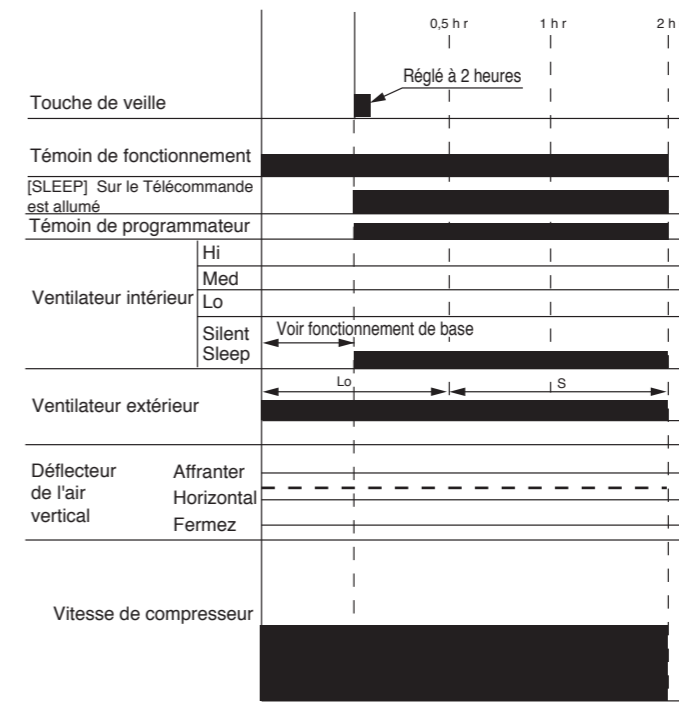 0,5 h r 1 h r 2 h
Réglé à 2 heures
Touche de veille
Témoin de fonctionnement
[SLEEP] Sur le Télécommande
est allumé
Témoin de programmateur
Ventilateur intérieur
Hi
Med
Lo
Silent
Sleep
Voir fonctionnement de base
Lo S
Ventilateur extérieur
Déflecteur
de l'air
vertical
Affranter
Horizontal
Fermez
Vitesse de compresseur